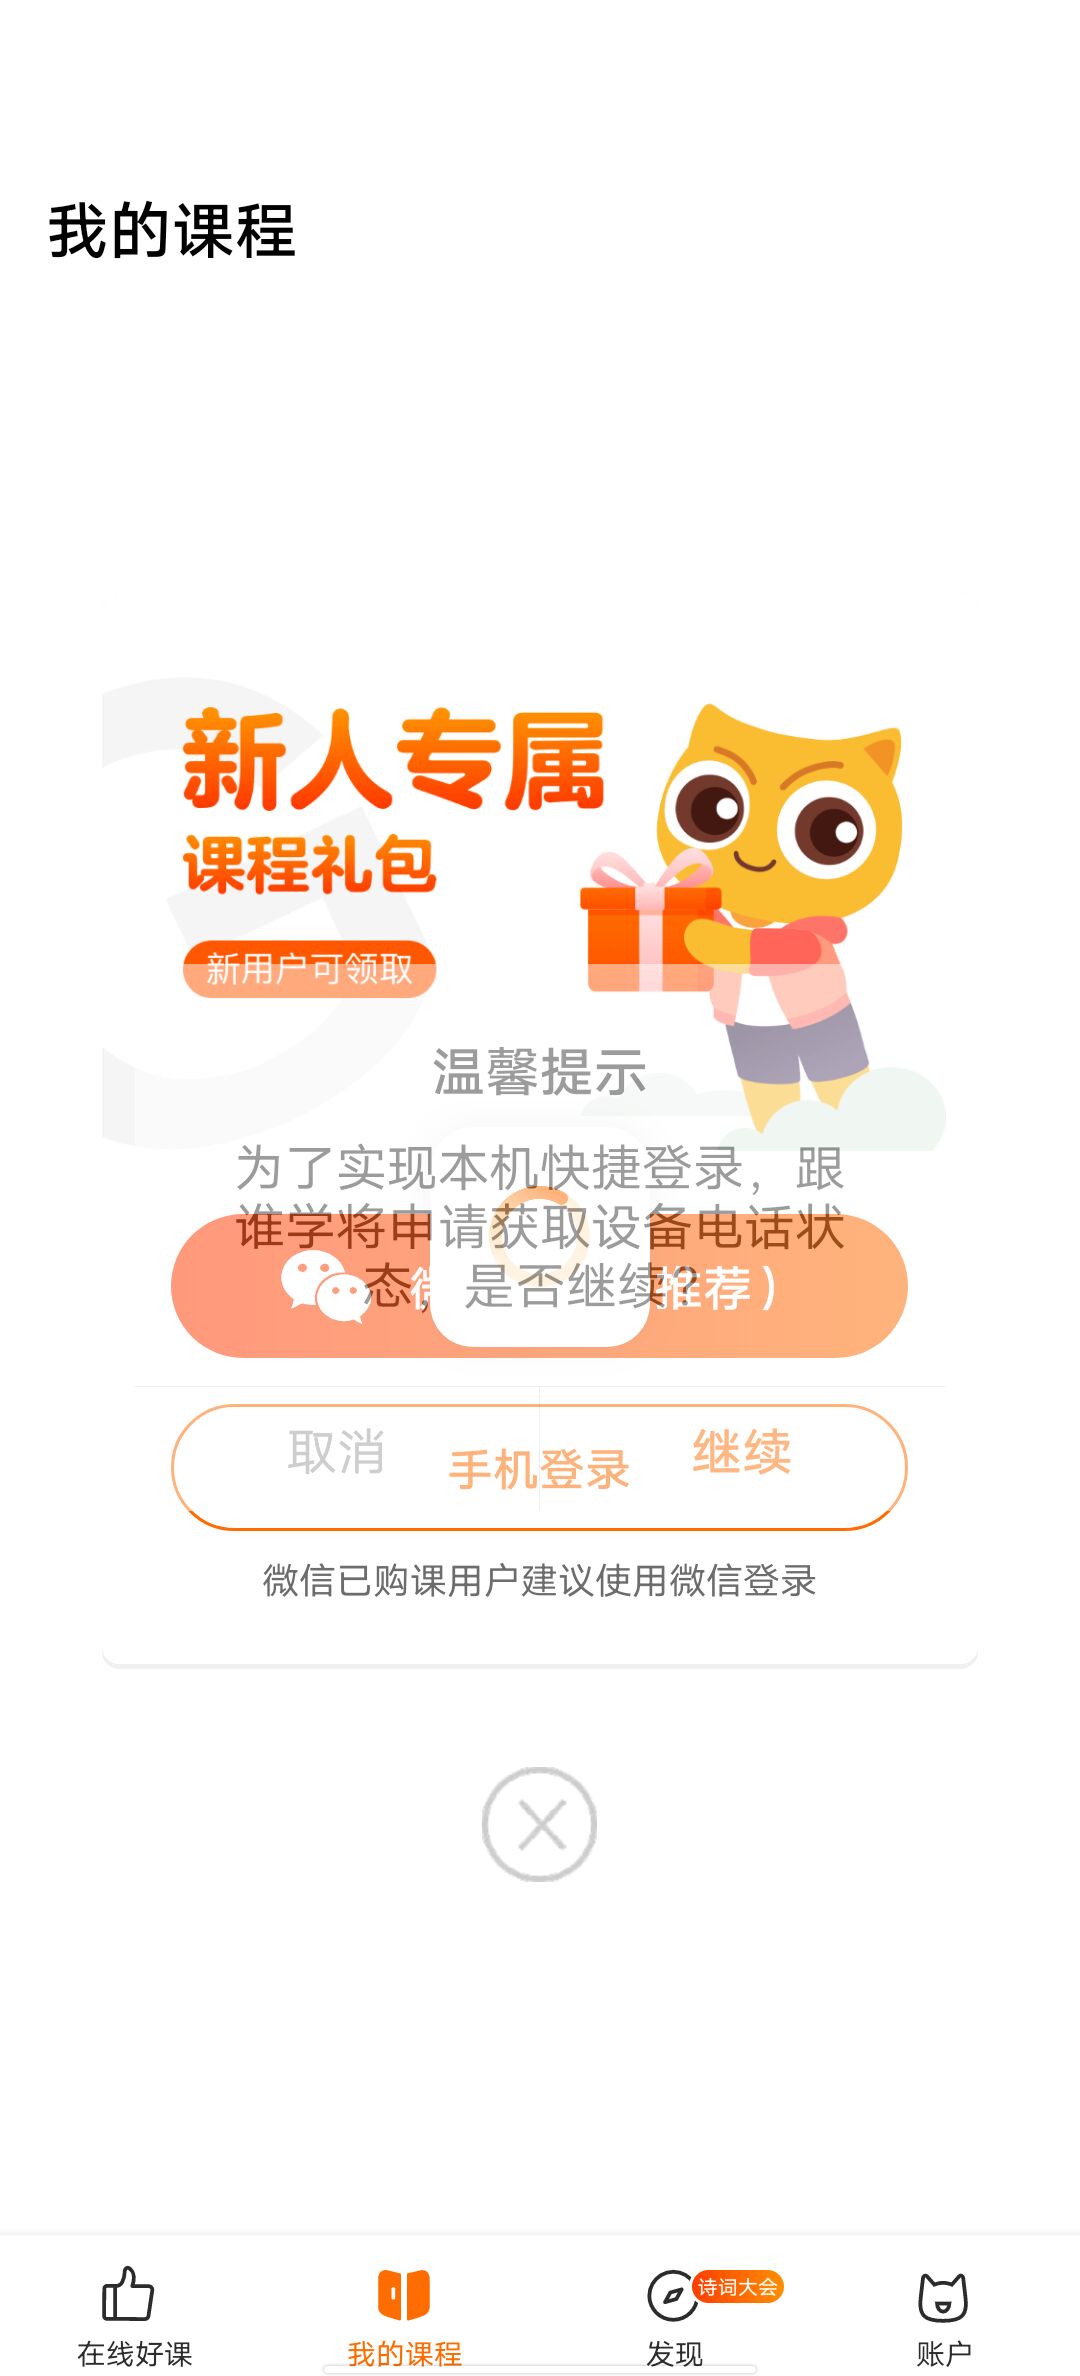 我的课程
新人专属
课程礼包
新用户可领取
温馨提示
为了实现本机快捷登录，跟
谁学将申请获取设备电话状
态，是否继续？
微
推荐）
取消
手机登录
继续
微信已购课用户建议使用微信登录
诗词大会
在线好课
我的课程
发现
账户